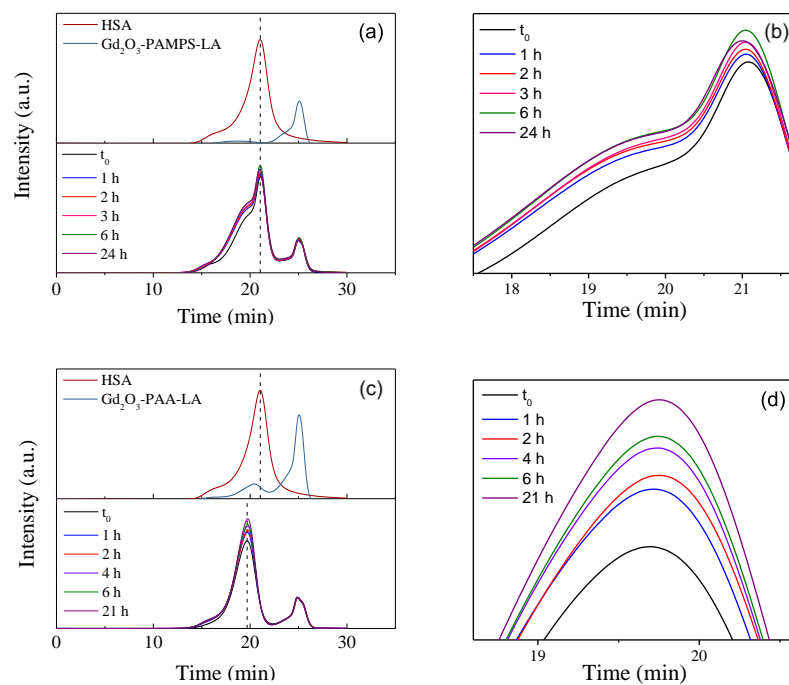 HSA
Gd₂O₃-PAMPS-LA
(a)
t₀
1 h
2 h
3 h
6 h
24 h
Intensity (a.u.)
0 10 20 30
Time (min)
t₀
1 h
2 h
3 h
6 h
24 h
(b)
18 19 20 21
Time (min)
HSA
Gd₂O₃-PAA-LA
(c)
t₀
1 h
2 h
4 h
6 h
21 h
Intensity (a.u.)
0 10 20 30
Time (min)
t₀
1 h
2 h
4 h
6 h
21 h
(d)
19 20
Time (min)